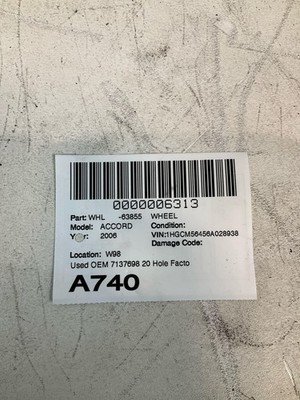 0000006313
Part: WHL -63855 WHEEL
Model: ACCORD Condition:
Year: 2006 VIN:1HGCM56456A028938
Damage Code:
Location: W98
Used OEM 7137698 20 Hole Facto
A740